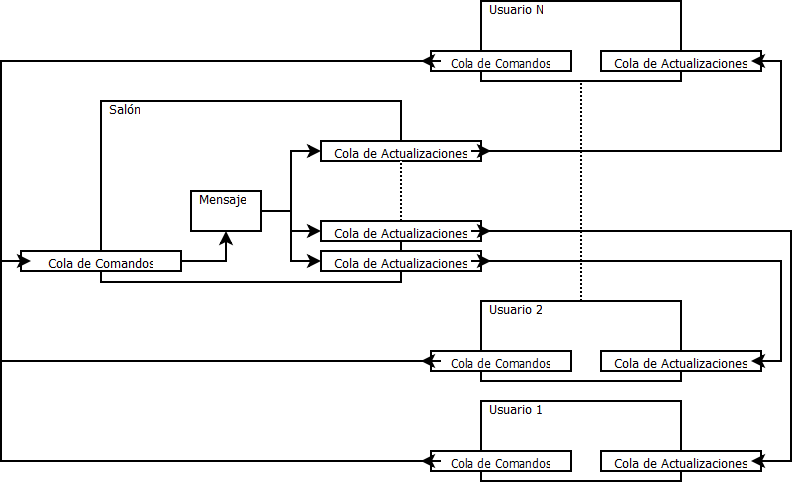 Usuario N
Cola de Comandos
Cola de Actualizaciones
Salón
Cola de Actualizaciones
Mensaje
Cola de Actualizaciones
Cola de Comandos
Cola de Actualizaciones
Usuario 2
Cola de Comandos
Cola de Actualizaciones
Usuario 1
Cola de Comandos
Cola de Actualizaciones